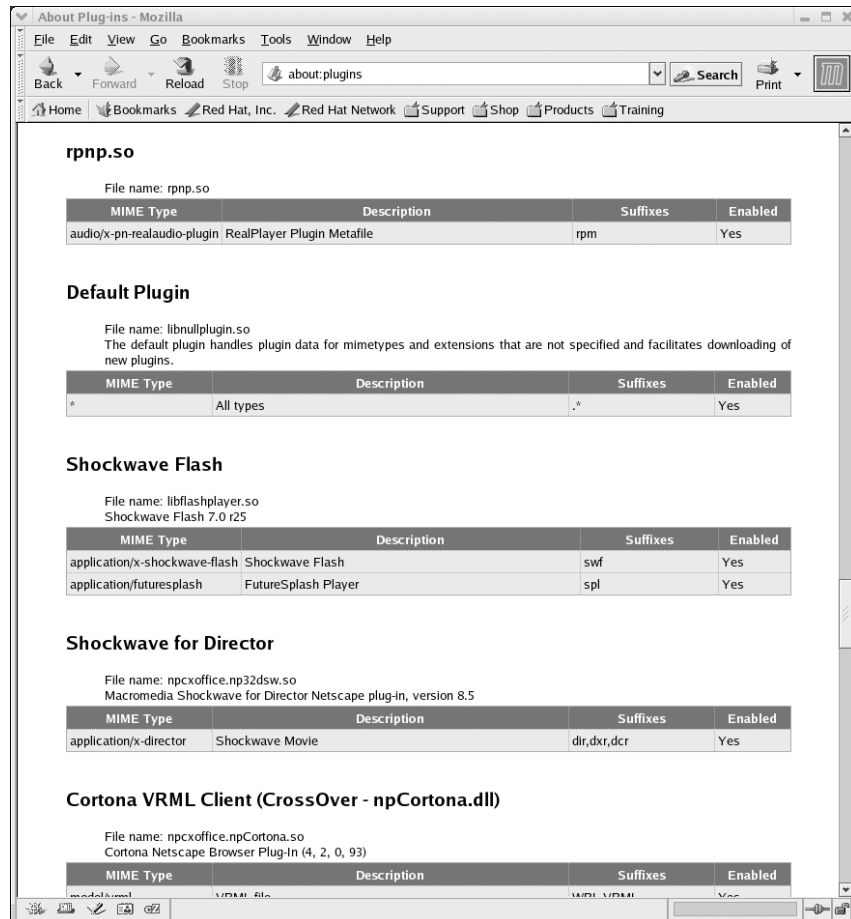 About Plug-ins - Mozilla
File Edit View Go Bookmarks Tools Window Help
Back Forward Reload Stop about:plugins Search Print
Home Bookmarks Red Hat, Inc. Red Hat Network Support Shop Products Training
rpnp.so
File name: rpnp.so
MIME Type Description Suffixes Enabled
audio/x-pn-realaudio-plugin RealPlayer Plugin Metafile rpm Yes
Default Plugin
File name: libnullplugin.so
The default plugin handles plugin data for mimetypes and extensions that are not specified and facilitates downloading of
new plugins.
MIME Type Description Suffixes Enabled
* All types .* Yes
Shockwave Flash
File name: libflashplayer.so
Shockwave Flash 7.0 r25
MIME Type Description Suffixes Enabled
application/x-shockwave-flash Shockwave Flash swf Yes
application/futuresplash FutureSplash Player spl Yes
Shockwave for Director
File name: npcxoffice.np32dsw.so
Macromedia Shockwave for Director Netscape plug-in, version 8.5
MIME Type Description Suffixes Enabled
application/x-director Shockwave Movie dir,dxr,dcr Yes
Cortona VRML Client (CrossOver - npCortona.dll)
File name: npcxoffice.npCortona.so
Cortona Netscape Browser Plug-In (4, 2, 0, 93)
MIME Type Description Suffixes Enabled
model/vrml VRML file WRL,VRML Yes